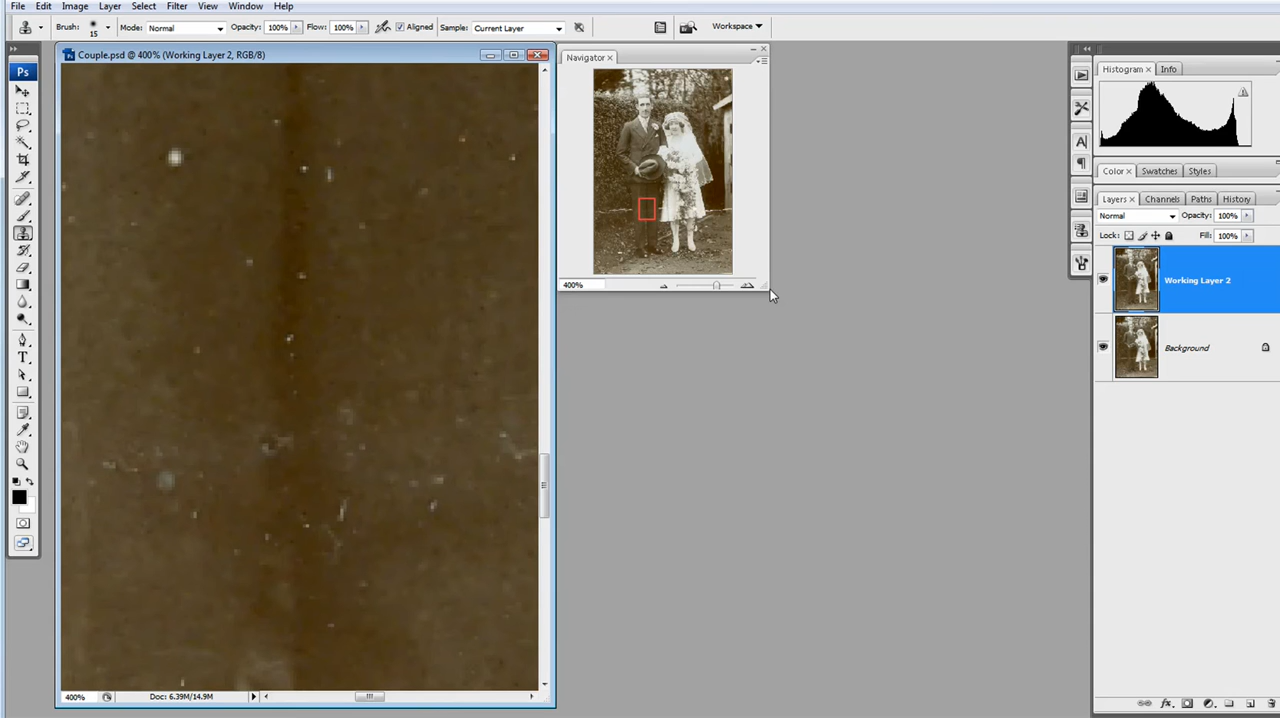 File Edit Image Layer Select Filter View Window Help
Brush: 15 Mode: Normal Opacity: 100% Flow: 100% Aligned Sample: Current Layer Workspace
Couple.psd @ 400% (Working Layer 2, RGB/8)
Navigator
400%
Ps
T
Histogram Info
A
Color Swatches Styles
Layers Channels Paths History
Normal Opacity: 100%
Lock: Fill: 100%
Working Layer 2
Background
400% Doc: 6.39M/14.9M
fx